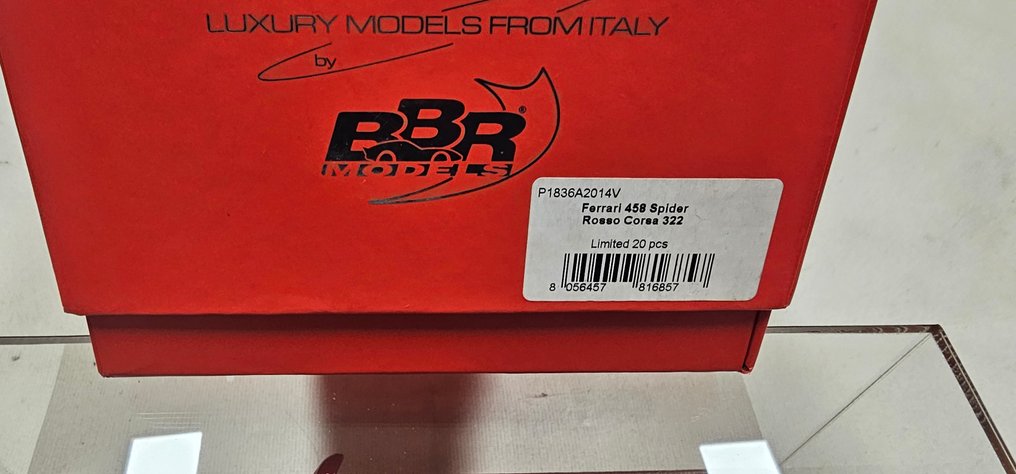 LUXURY MODELS FROM ITALY
by
BBR®
MODELS
P1836A2014V
Ferrari 458 Spider
Rosso Corsa 322
Limited 20 pcs
8 056457 816857